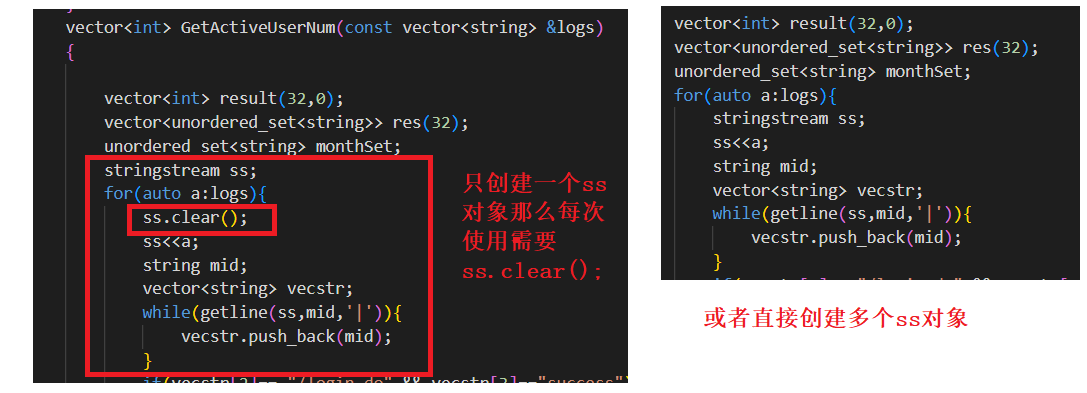 vector<int> GetActiveUserNum(const vector<string> &logs)
{
vector<int> result(32,0);
vector<unordered_set<string>> res(32);
unordered_set<string> monthSet;
stringstream ss;
for(auto a:logs){
ss.clear();
ss<<a;
string mid;
vector<string> vecstr;
while(getline(ss,mid,'|')){
vecstr.push_back(mid);
}
只创建一个ss
对象那么每次
使用需要
ss.clear();
vector<int> result(32,0);
vector<unordered_set<string>> res(32);
unordered_set<string> monthSet;
for(auto a:logs){
stringstream ss;
ss<<a;
string mid;
vector<string> vecstr;
while(getline(ss,mid,'|')){
vecstr.push_back(mid);
}
或者直接创建多个ss对象